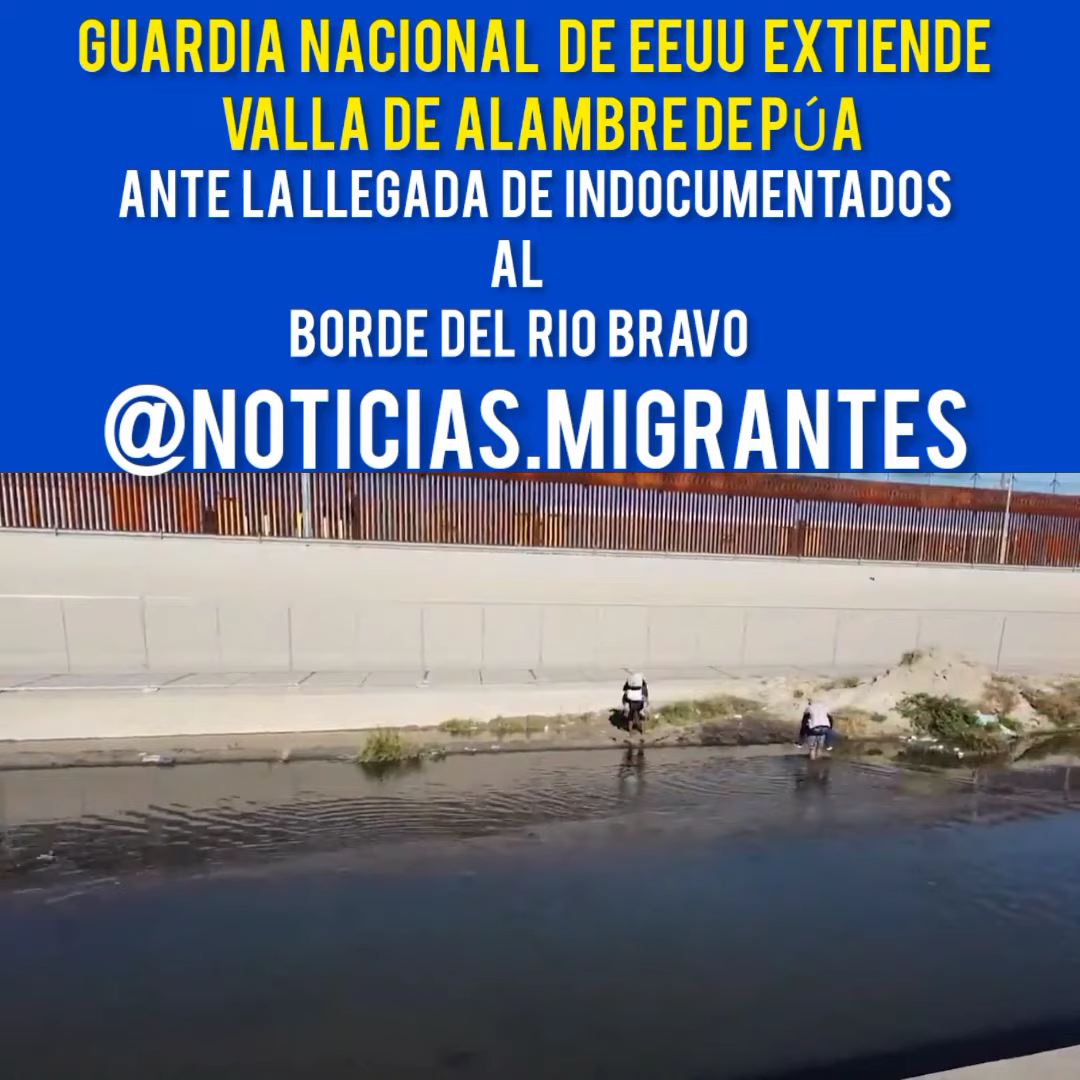 GUARDIA NACIONAL DE EEUU EXTIENDE
VALLA DE ALAMBRE DE PÚA
ANTE LA LLEGADA DE INDOCUMENTADOS
AL
BORDE DEL RIO BRAVO
@NOTICIAS.MIGRANTES